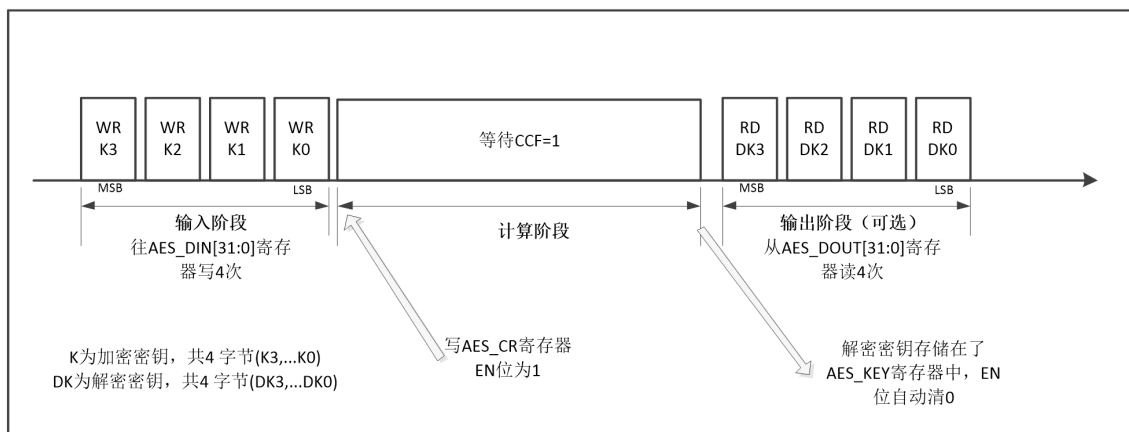 WR
K3
WR
K2
WR
K1
WR
K0
等待CCF=1
RD
DK3
RD
DK2
RD
DK1
RD
DK0
MSB
LSB
MSB
LSB
输入阶段
往AES_DIN[31:0]寄存
器写4次
计算阶段
输出阶段（可选）
从AES_DOUT[31:0]寄存
器读4次
K为加密密钥，共4 字节(K3,...K0)
DK为解密密钥，共4 字节(DK3,...DK0)
写AES_CR寄存器
EN位为1
解密密钥存储在了
AES_KEY寄存器中，EN
位自动清0